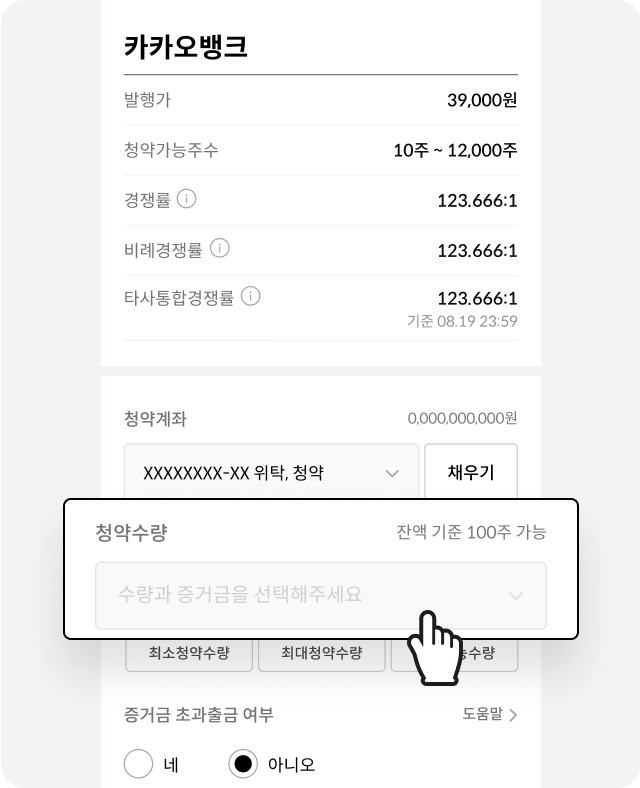 카카오뱅크
발행가 39,000원
청약가능주수 10주 ~ 12,000주
경쟁률 123.666:1
비례경쟁률 123.666:1
타사통합경쟁률 123.666:1
기준 08.19 23:59
청약계좌 0,000,000,000원
XXXXXXXX-XX 위탁, 청약 채우기
청약수량 잔액 기준 100주 가능
수량과 증거금을 선택해주세요
최소청약수량 최대청약수량 수량
증거금 초과출금 여부 도움말
네 아니오